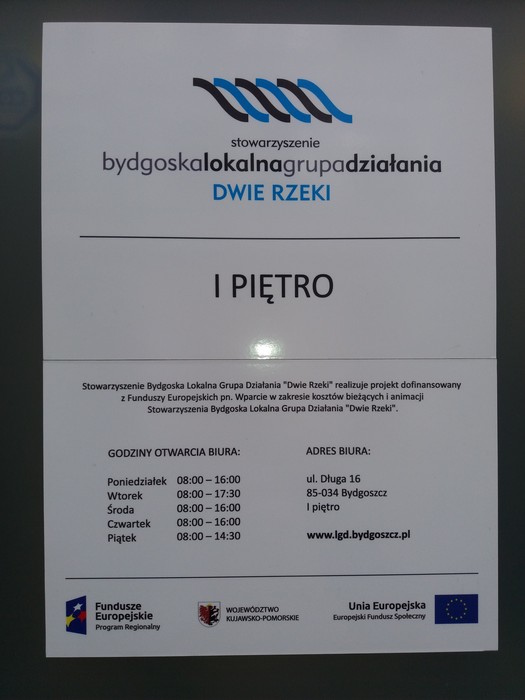 stowarzyszenie
bydgoskalokalnagrupadziałania
DWIE RZEKI
I PIĘTRO
Stowarzyszenie Bydgoska Lokalna Grupa Działania "Dwie Rzeki" realizuje projekt dofinansowany
z Funduszy Europejskich pn. Wparcie w zakresie kosztów bieżących i animacji
Stowarzyszenia Bydgoska Lokalna Grupa Działania "Dwie Rzeki".
GODZINY OTWARCIA BIURA:
Poniedziałek 08:00 – 16:00
Wtorek 08:00 – 17:30
Środa 08:00 – 16:00
Czwartek 08:00 – 16:00
Piątek 08:00 – 14:30
ADRES BIURA:
ul. Długa 16
85-034 Bydgoszcz
I piętro
www.lgd.bydgoszcz.pl
Fundusze
Europejskie
Program Regionalny
WOJEWÓDZTWO
KUJAWSKO-POMORSKIE
Unia Europejska
Europejski Fundusz Społeczny